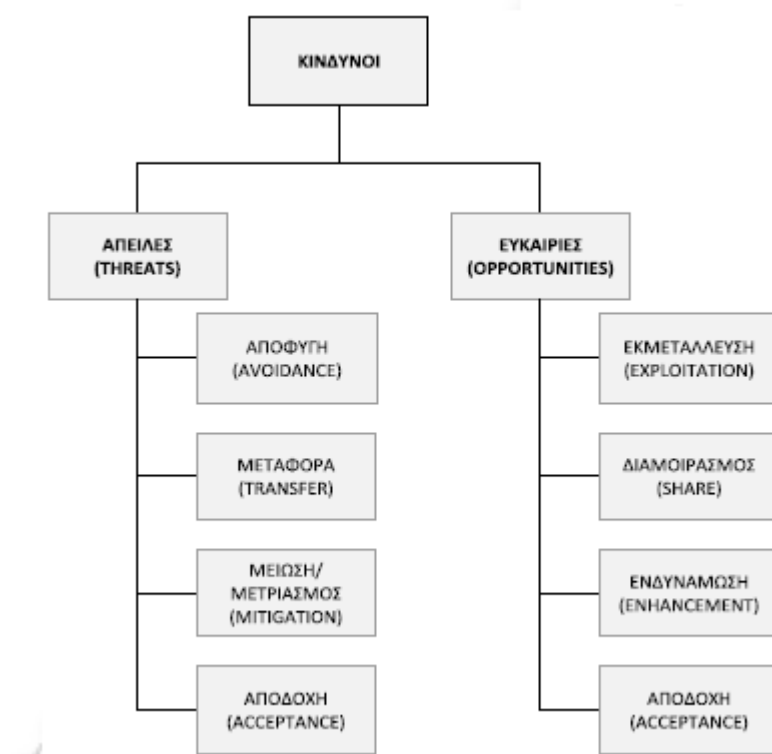 ΚΙΝΔΥΝΟΙ
ΑΠΕΙΛΕΣ
(THREATS)
ΑΠΟΦΥΓΗ
(AVOIDANCE)
ΜΕΤΑΦΟΡΑ
(TRANSFER)
ΜΕΙΩΣΗ/
ΜΕΤΡΙΑΣΜΟΣ
(MITIGATION)
ΑΠΟΔΟΧΗ
(ACCEPTANCE)
ΕΥΚΑΙΡΙΕΣ
(OPPORTUNITIES)
ΕΚΜΕΤΑΛΛΕΥΣΗ
(EXPLOITATION)
ΔΙΑΜΟΙΡΑΣΜΟΣ
(SHARE)
ΕΝΔΥΝΑΜΩΣΗ
(ENHANCEMENT)
ΑΠΟΔΟΧΗ
(ACCEPTANCE)